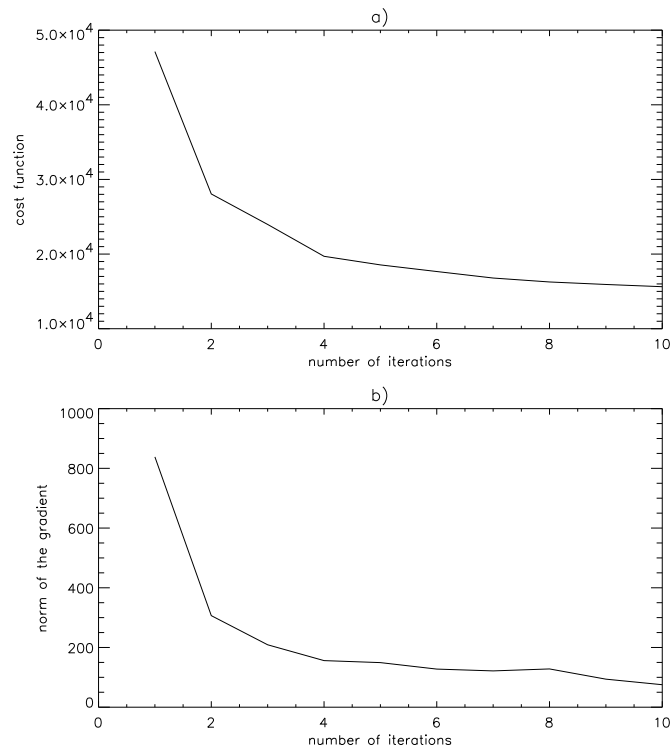 a)
5.0×10⁴
4.0×10⁴
3.0×10⁴
2.0×10⁴
1.0×10⁴
cost function
0 2 4 6 8 10
number of iterations
b)
1000
800
600
400
200
0
norm of the gradient
0 2 4 6 8 10
number of iterations